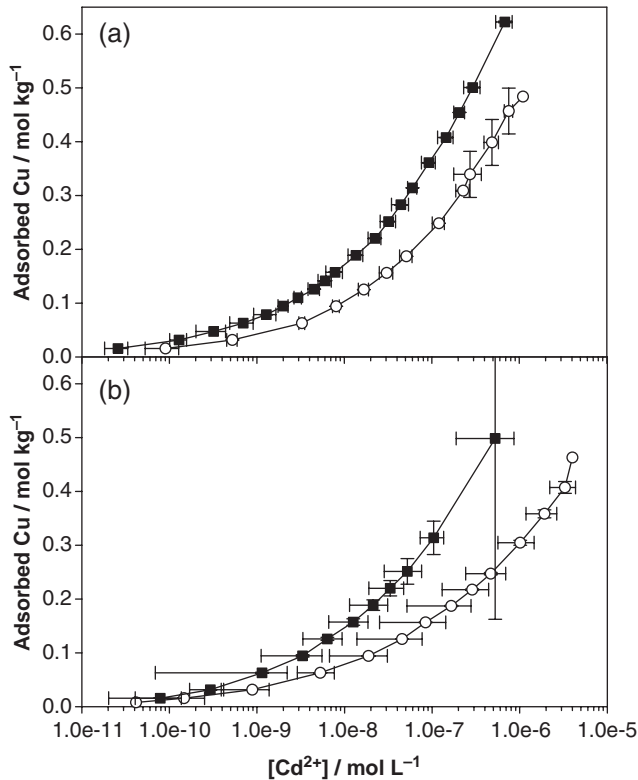 (a)
0.6
0.5
0.4
0.3
0.2
0.1
0.0
Adsorbed Cu / mol kg⁻¹
(b)
0.6
0.5
0.4
0.3
0.2
0.1
0.0
Adsorbed Cu / mol kg⁻¹
1.0e-11 1.0e-10 1.0e-9 1.0e-8 1.0e-7 1.0e-6 1.0e-5
[Cd²⁺] / mol L⁻¹